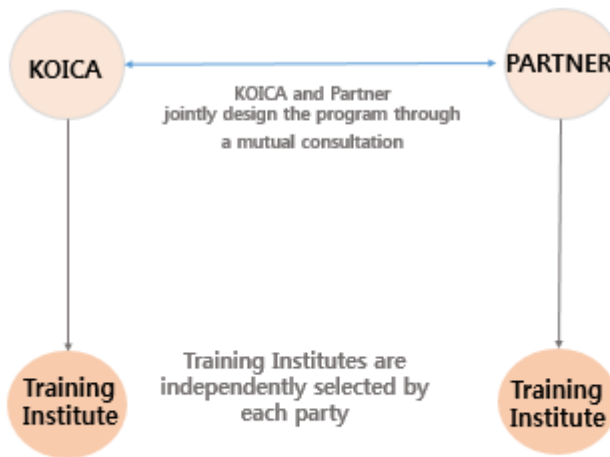 KOICA
PARTNER
KOICA and Partner
jointly design the program through
a mutual consultation
Training
Institute
Training Institutes are
independently selected by
each party
Training
Institute